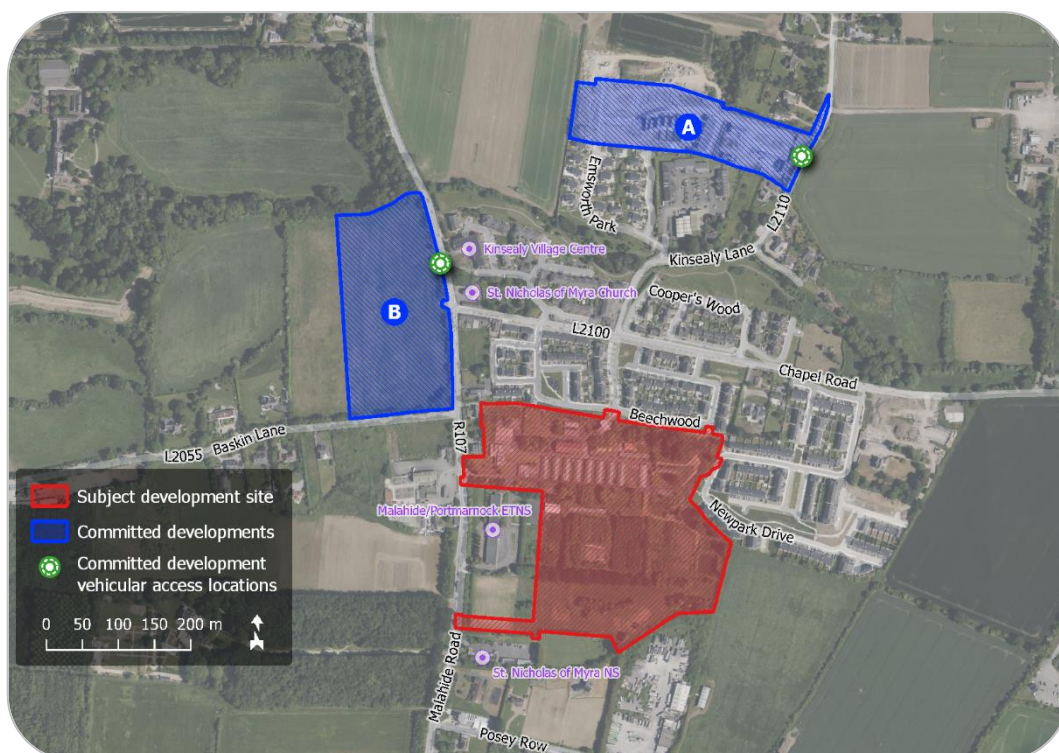 A
Emsworth Park
L2110
Kinsealy Lane
Kinsealy Village Centre
St. Nicholas of Myra Church
Cooper's Wood
B
L2100
Chapel Road
Beechwood
R107
L2055 Baskin Lane
Malahide/Portmarnock ETNS
Newpark Drive
Subject development site
Committed developments
Committed development
vehicular access locations
0 50 100 150 200 m
Malahide Road
St. Nicholas of Myra NS
Posey Row